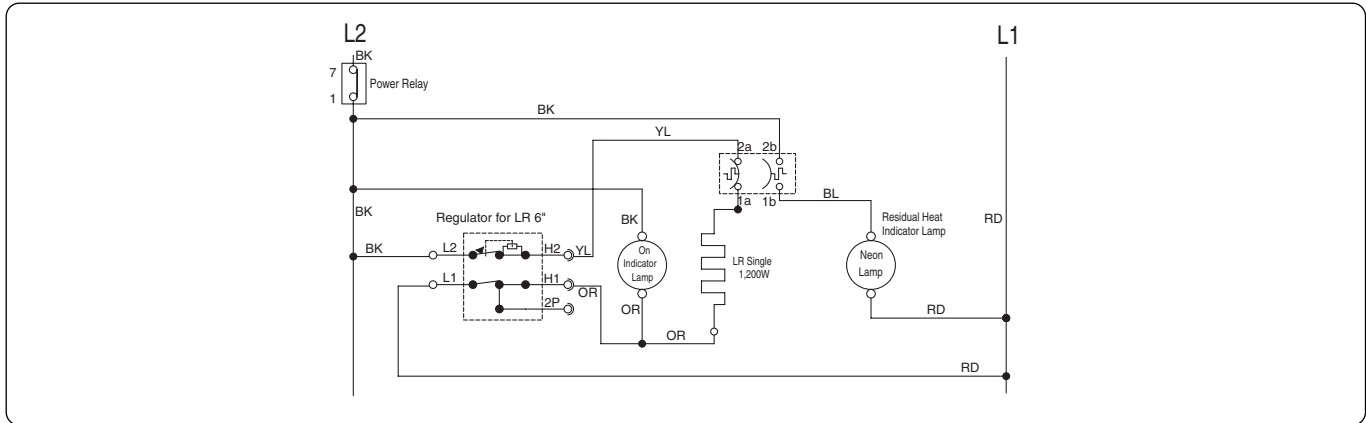 L2
L1
BK
7
Power Relay
1
BK
YL
2a 2b
1a 1b
BL
BK
Regulator for LR 6"
BK
RD
Residual Heat
Indicator Lamp
BK
L2
H2
YL
On
Indicator
Lamp
LR Single
1,200W
Neon
Lamp
L1
H1
OR
2P
OR
RD
OR
RD